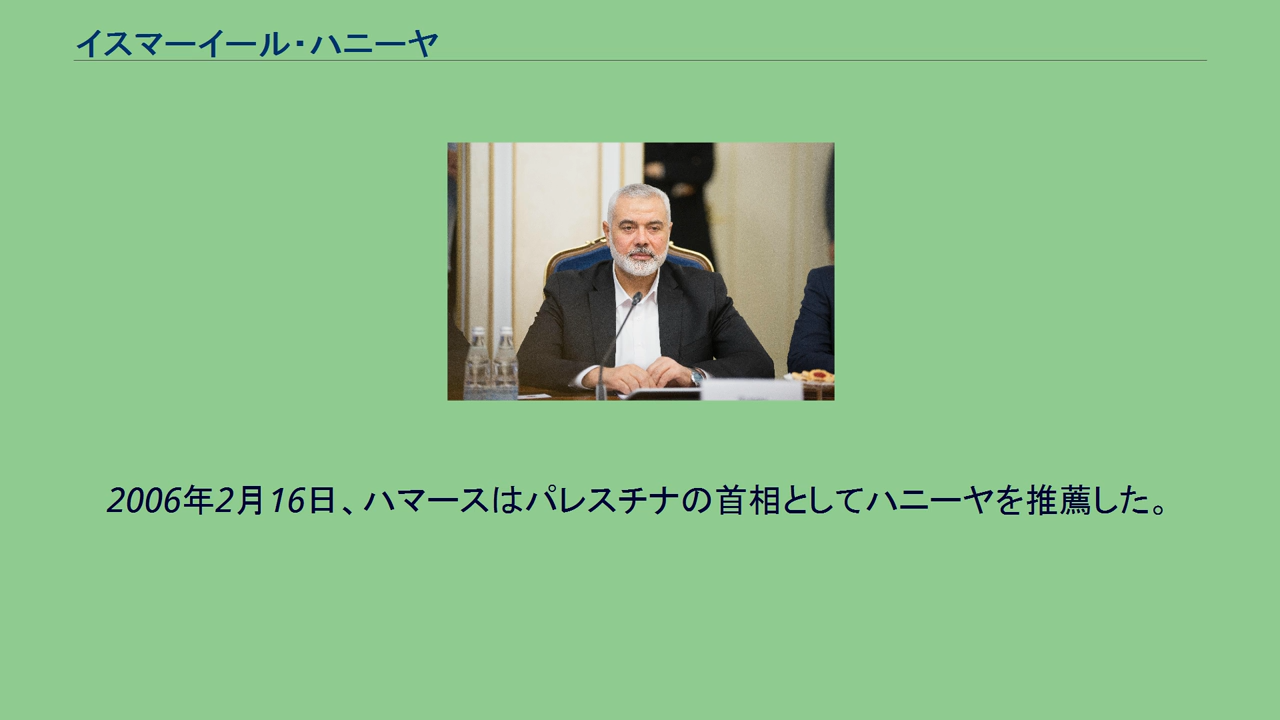 イスマーイール・ハニーヤ
2006年2月16日、ハマースはパレスチナの首相としてハニーヤを推薦した。